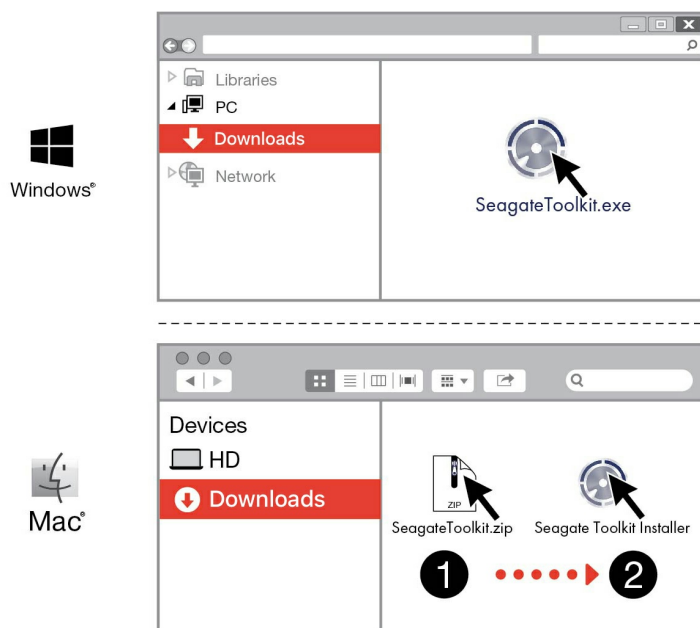 Libraries
PC
Downloads
Network
SeagateToolkit.exe
Windows®
Devices
HD
Downloads
Mac®
ZIP
SeagateToolkit.zip
Seagate Toolkit Installer
1
2